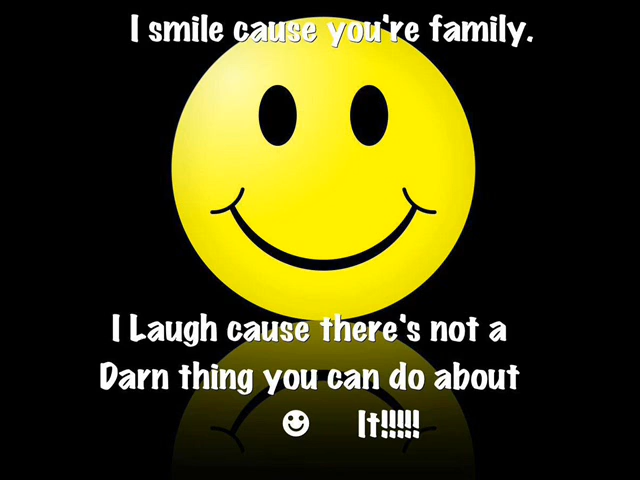 I smile cause you're family.
I Laugh cause there's not a
Darn thing you can do about
☻ It!!!!!